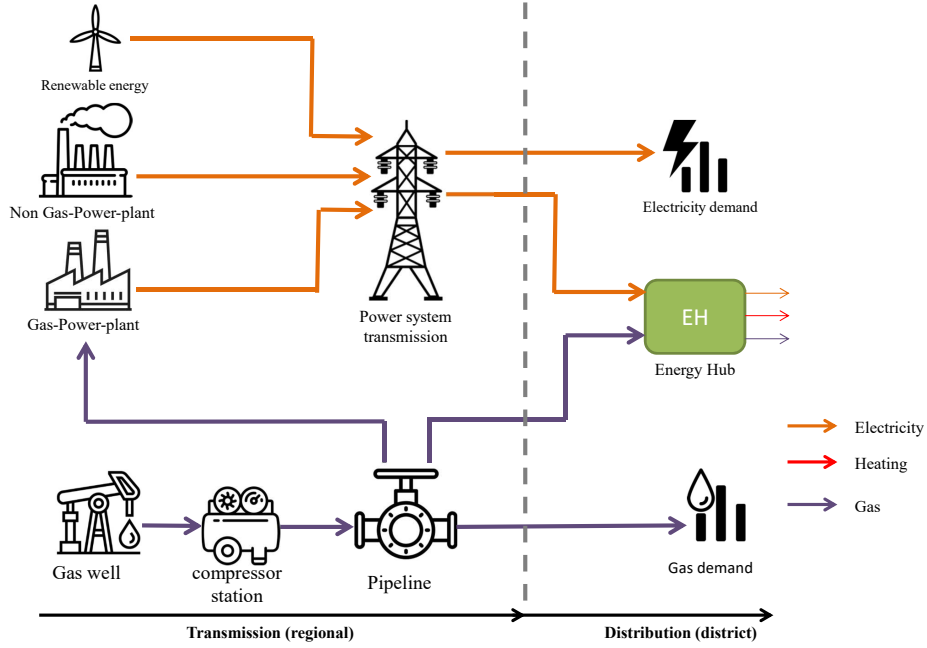 Renewable energy
Non Gas-Power-plant
Gas-Power-plant
Power system
transmission
Electricity demand
EH
Energy Hub
Electricity
Heating
Gas
Gas well
compressor
station
Pipeline
Gas demand
Transmission (regional)
Distribution (district)